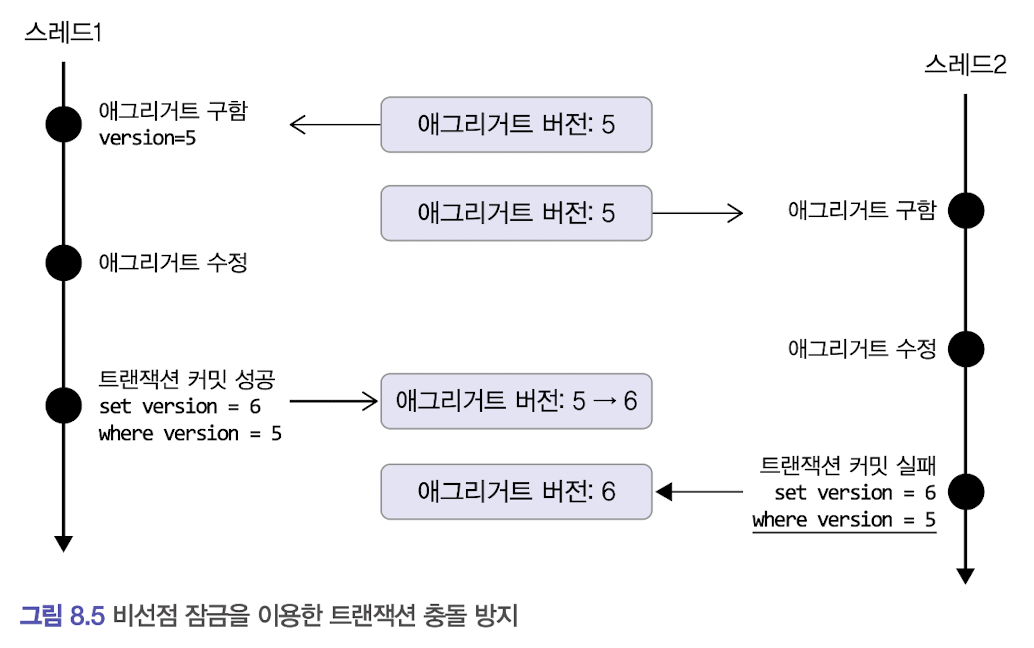 스레드1
스레드2
애그리거트 구함
version=5
애그리거트 버전: 5
애그리거트 버전: 5
애그리거트 구함
애그리거트 수정
애그리거트 수정
트랜잭션 커밋 성공
set version = 6
where version = 5
애그리거트 버전: 5 → 6
애그리거트 버전: 6
트랜잭션 커밋 실패
set version = 6
where version = 5
그림 8.5 비선점 잠금을 이용한 트랜잭션 충돌 방지